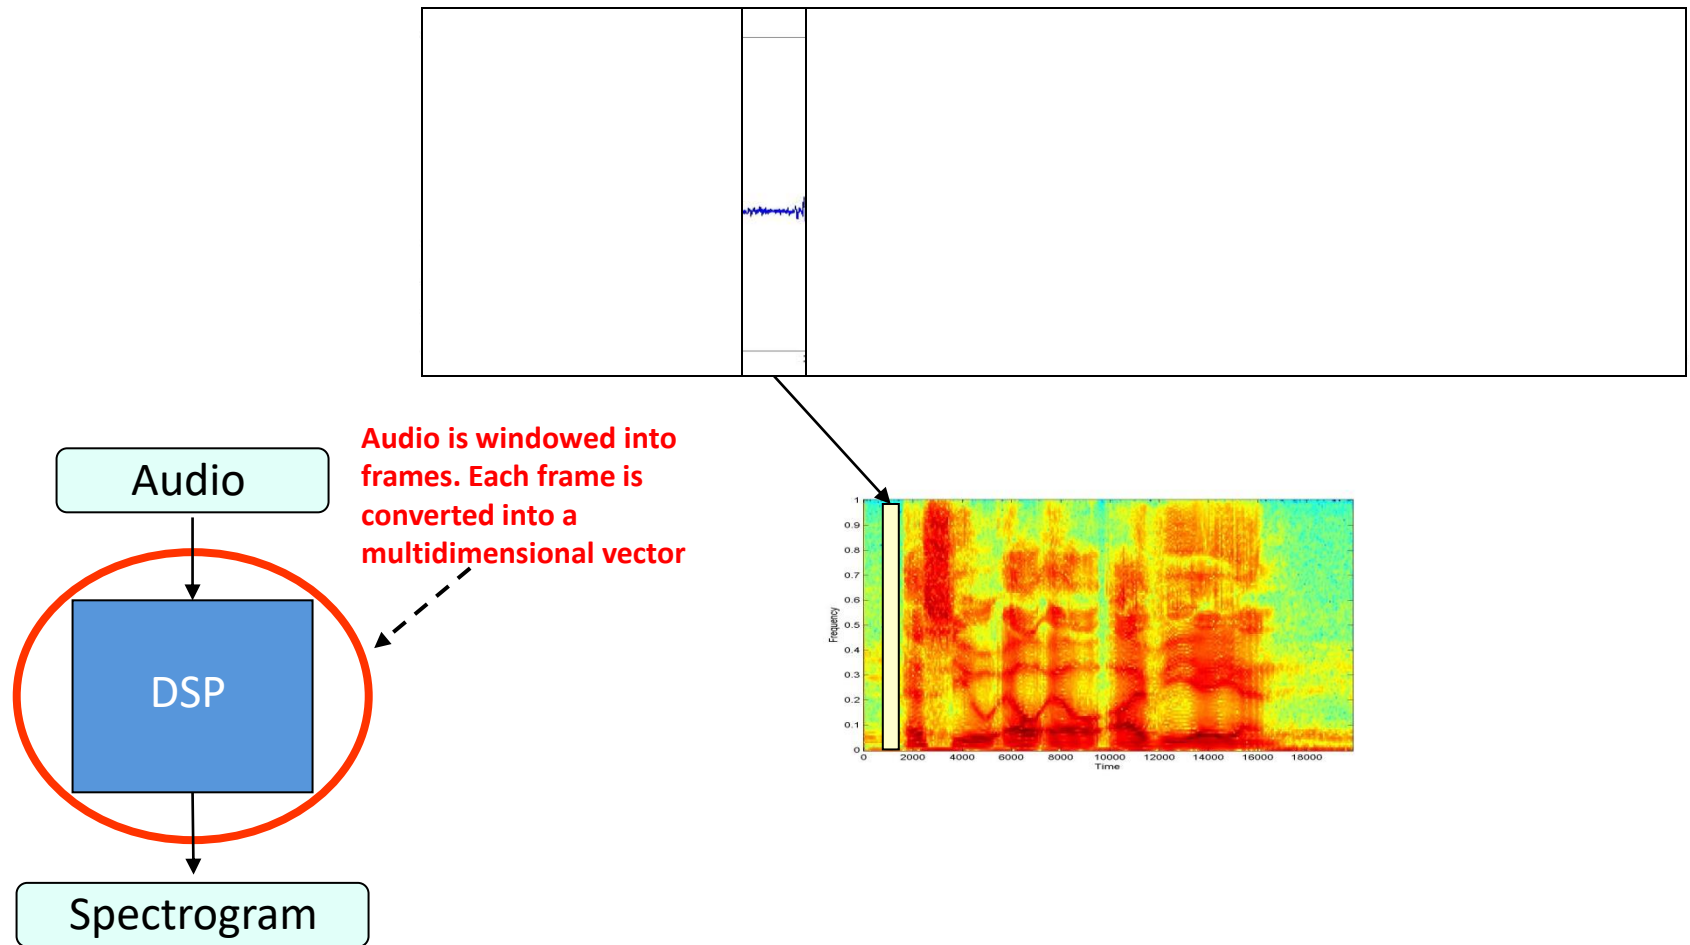 Audio is windowed into
frames. Each frame is
converted into a
multidimensional vector
Audio
DSP
Spectrogram
1
0.9
0.8
0.7
0.6
0.5
0.4
0.3
0.2
0.1
0
Frequency
0 2000 4000 6000 8000 10000 12000 14000 16000 18000
Time